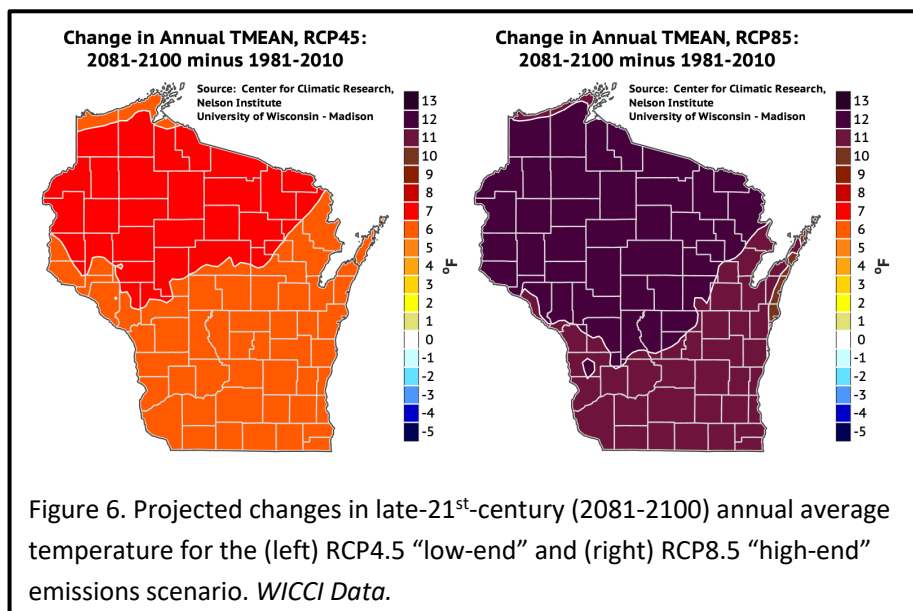 Change in Annual TMEAN, RCP45:
2081-2100 minus 1981-2010
Source: Center for Climatic Research,
Nelson Institute
University of Wisconsin - Madison
13
12
11
10
9
8
7
6
5
4
3
2
1
0
-1
-2
-3
-4
-5
°F
Change in Annual TMEAN, RCP85:
2081-2100 minus 1981-2010
Source: Center for Climatic Research,
Nelson Institute
University of Wisconsin - Madison
13
12
11
10
9
8
7
6
5
4
3
2
1
0
-1
-2
-3
-4
-5
°F
Figure 6. Projected changes in late-21st-century (2081-2100) annual average
temperature for the (left) RCP4.5 “low-end” and (right) RCP8.5 “high-end”
emissions scenario. WICCI Data.